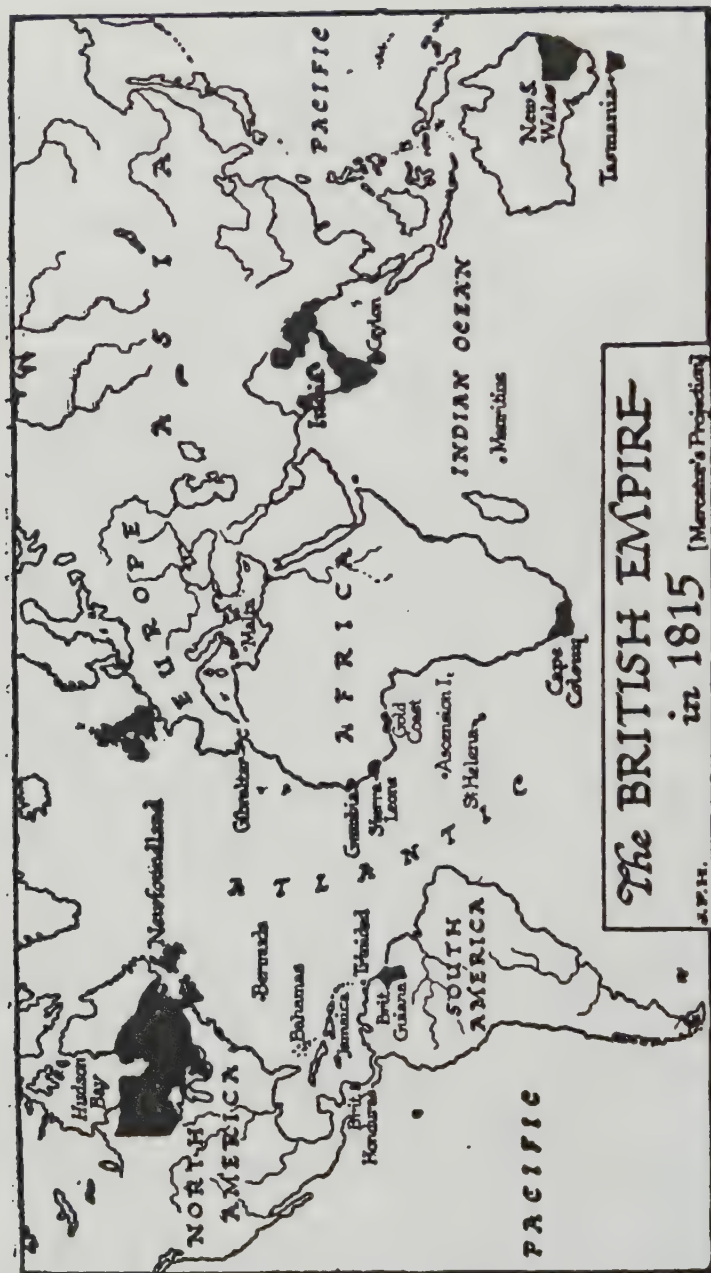 Hudson
Bay
Newfoundland
NORTH
AMERICA
Bermuda
Bahamas
Jamaica
Trinidad
Brit
Honduras
Brit
Guiana
SOUTH
AMERICA
PACIFIC
ATLANTIC
EUROPE
Gibraltar
Malta
AFRICA
Gambia
Sierra
Leone
Gold
Coast
Ascension I.
St Helena
Cape
Colony
ASIA
India
Ceylon
INDIAN OCEAN
Mauritius
PACIFIC
New S.
Wales
Tasmania
The BRITISH EMPIRE
in 1815
[Mercator's Projection]
J.F.H.